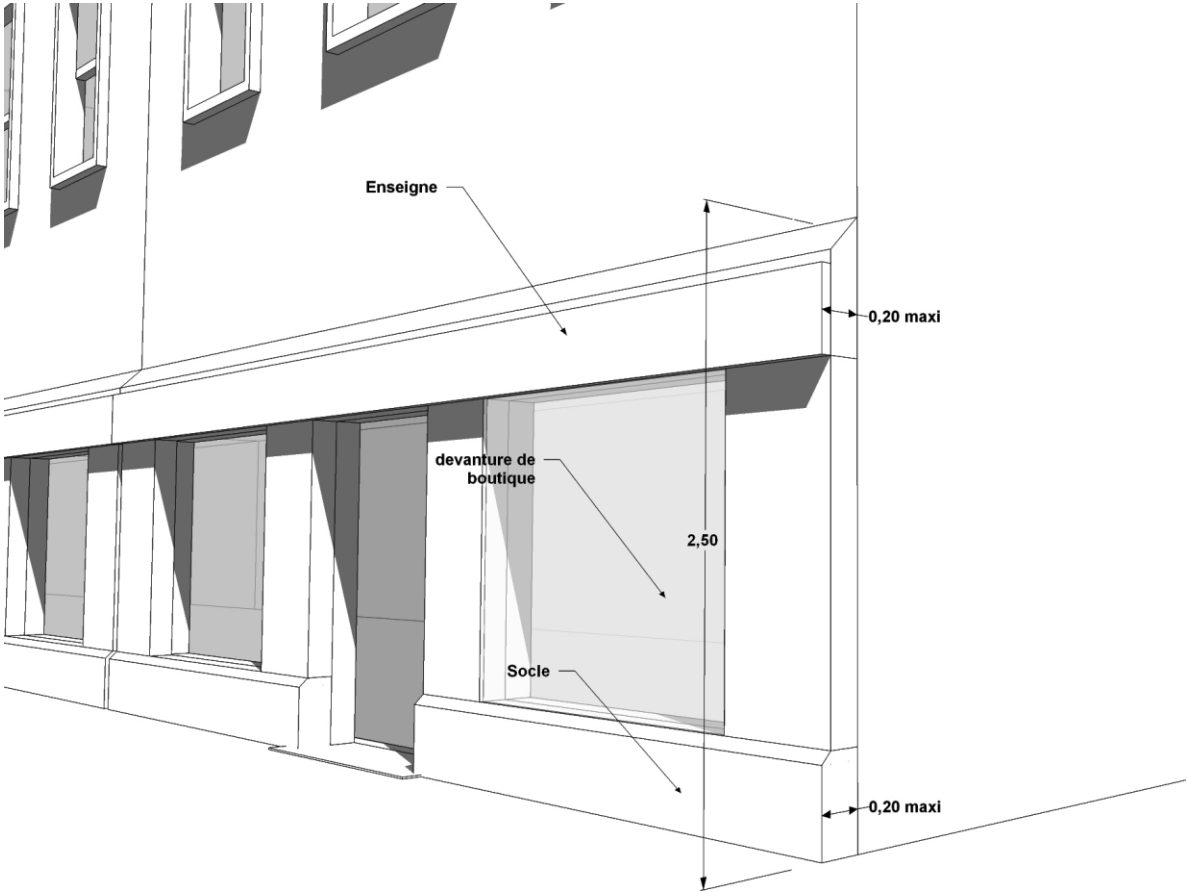 Enseigne
0,20 maxi
devanture de
boutique
2,50
Socle
0,20 maxi